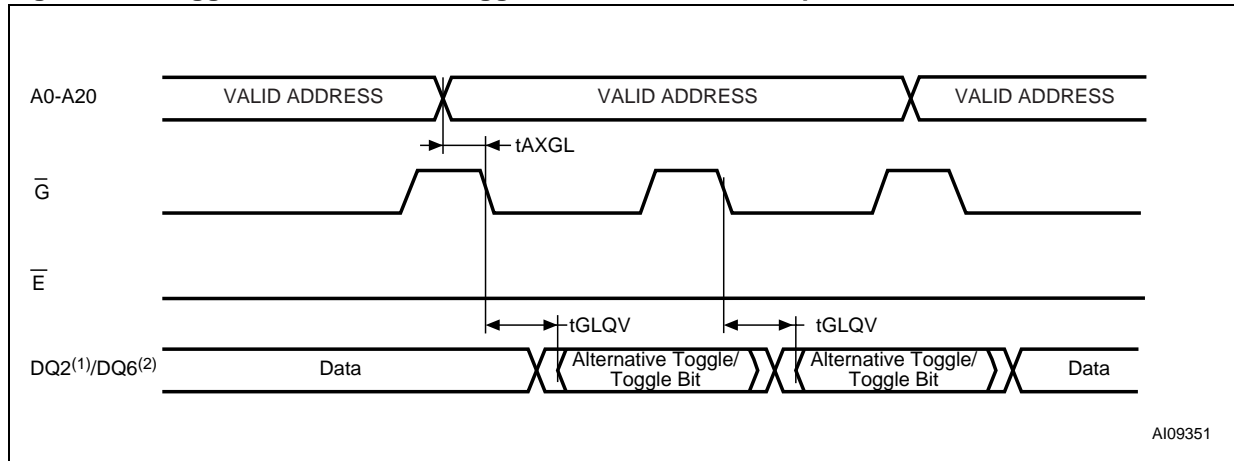 A0-A20
VALID ADDRESS
VALID ADDRESS
VALID ADDRESS
tAXGL
G̅
E̅
tGLQV
tGLQV
DQ2(1)/DQ6(2)
Data
Alternative Toggle/
Toggle Bit
Alternative Toggle/
Toggle Bit
Data
AI09351